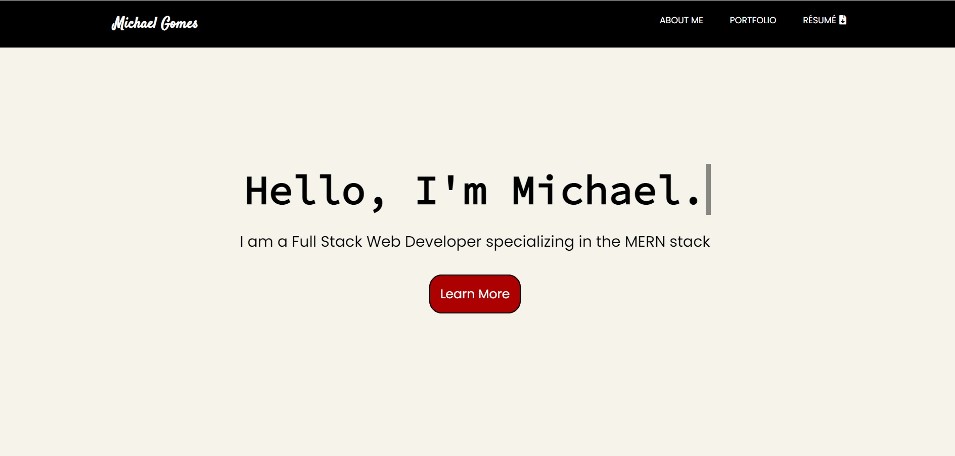 Michael Gomes
ABOUT ME PORTFOLIO RÉSUMÉ
Hello, I'm Michael.
I am a Full Stack Web Developer specializing in the MERN stack
Learn More